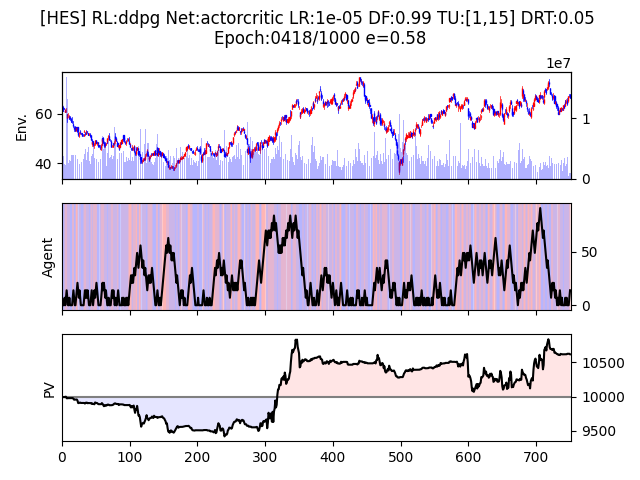 [HES] RL:ddpg Net:actorcritic LR:1e-05 DF:0.99 TU:[1,15] DRT:0.05
Epoch:0418/1000 e=0.58
1e7
Env.
60
40
1
0
Agent
50
0
PV
10500
10000
9500
0 100 200 300 400 500 600 700